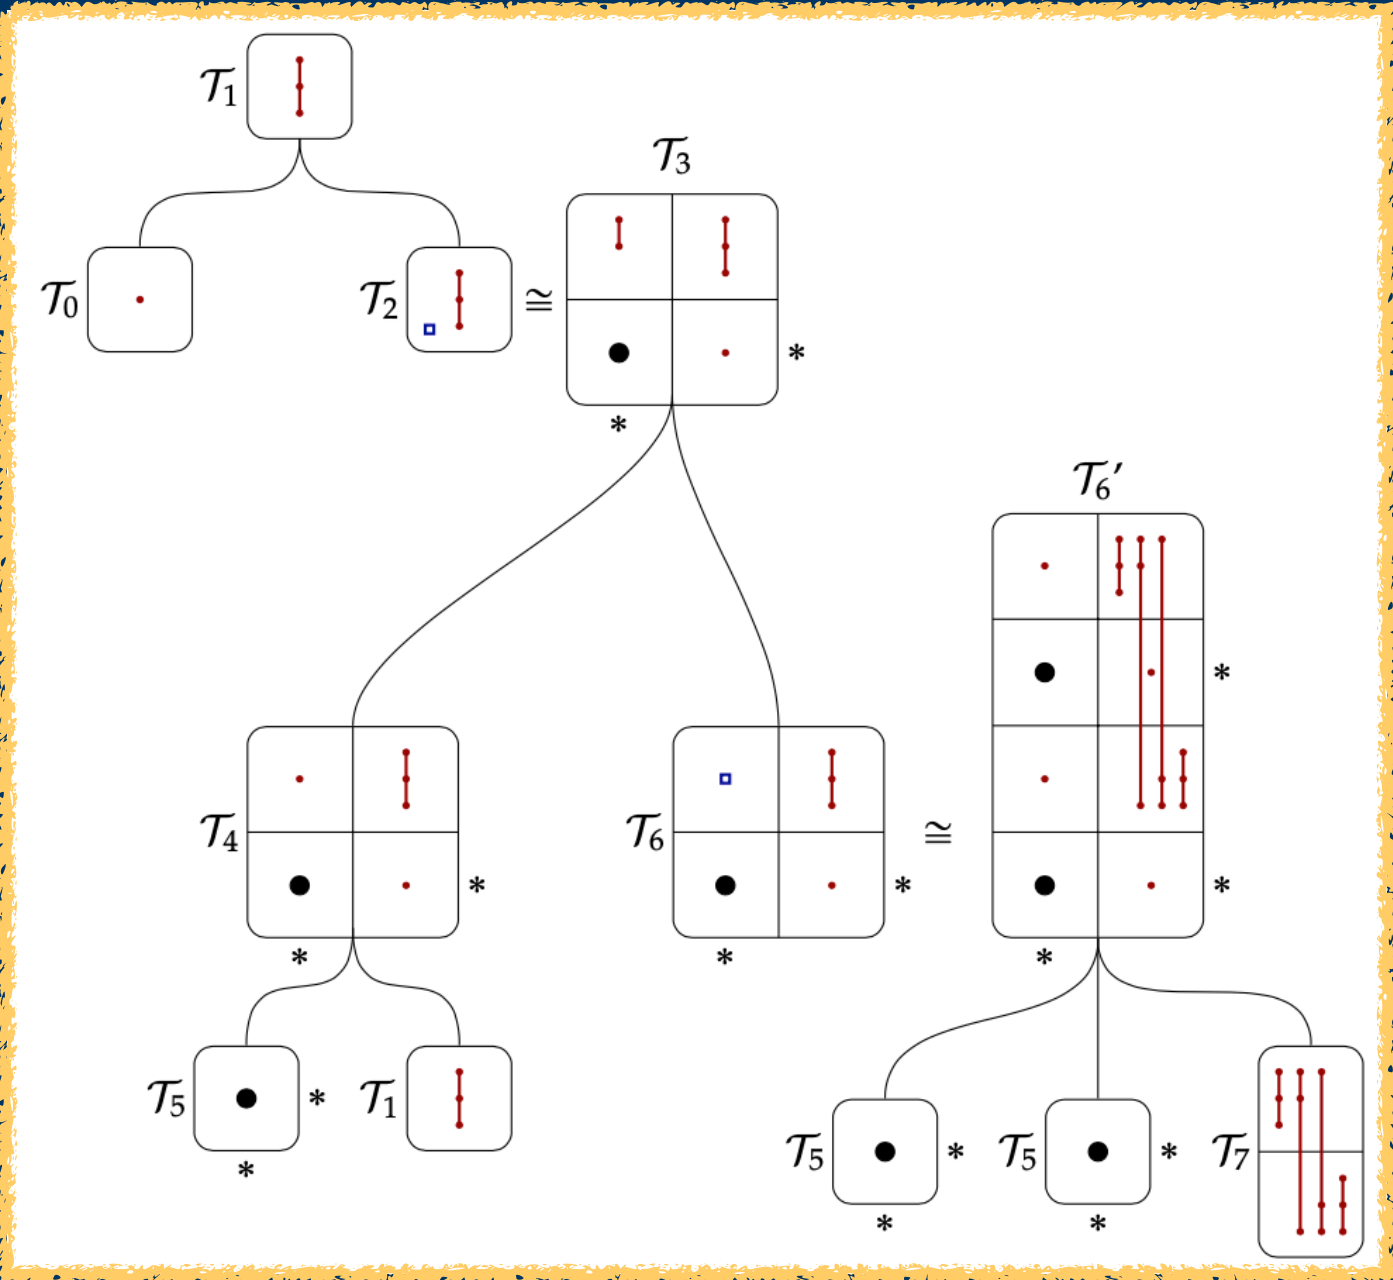 𝒯₁
𝒯₃
𝒯₀
𝒯₂ ≅ *
*
𝒯₆′
*
𝒯₄ 𝒯₆ ≅
* * *
* * *
𝒯₅ * 𝒯₁
𝒯₅ * 𝒯₅ * 𝒯₇
*
* *